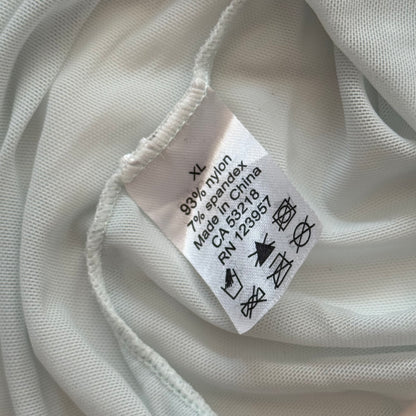 XL
93% nylon
7% spandex
Made in China
CA 53218
RN 123957